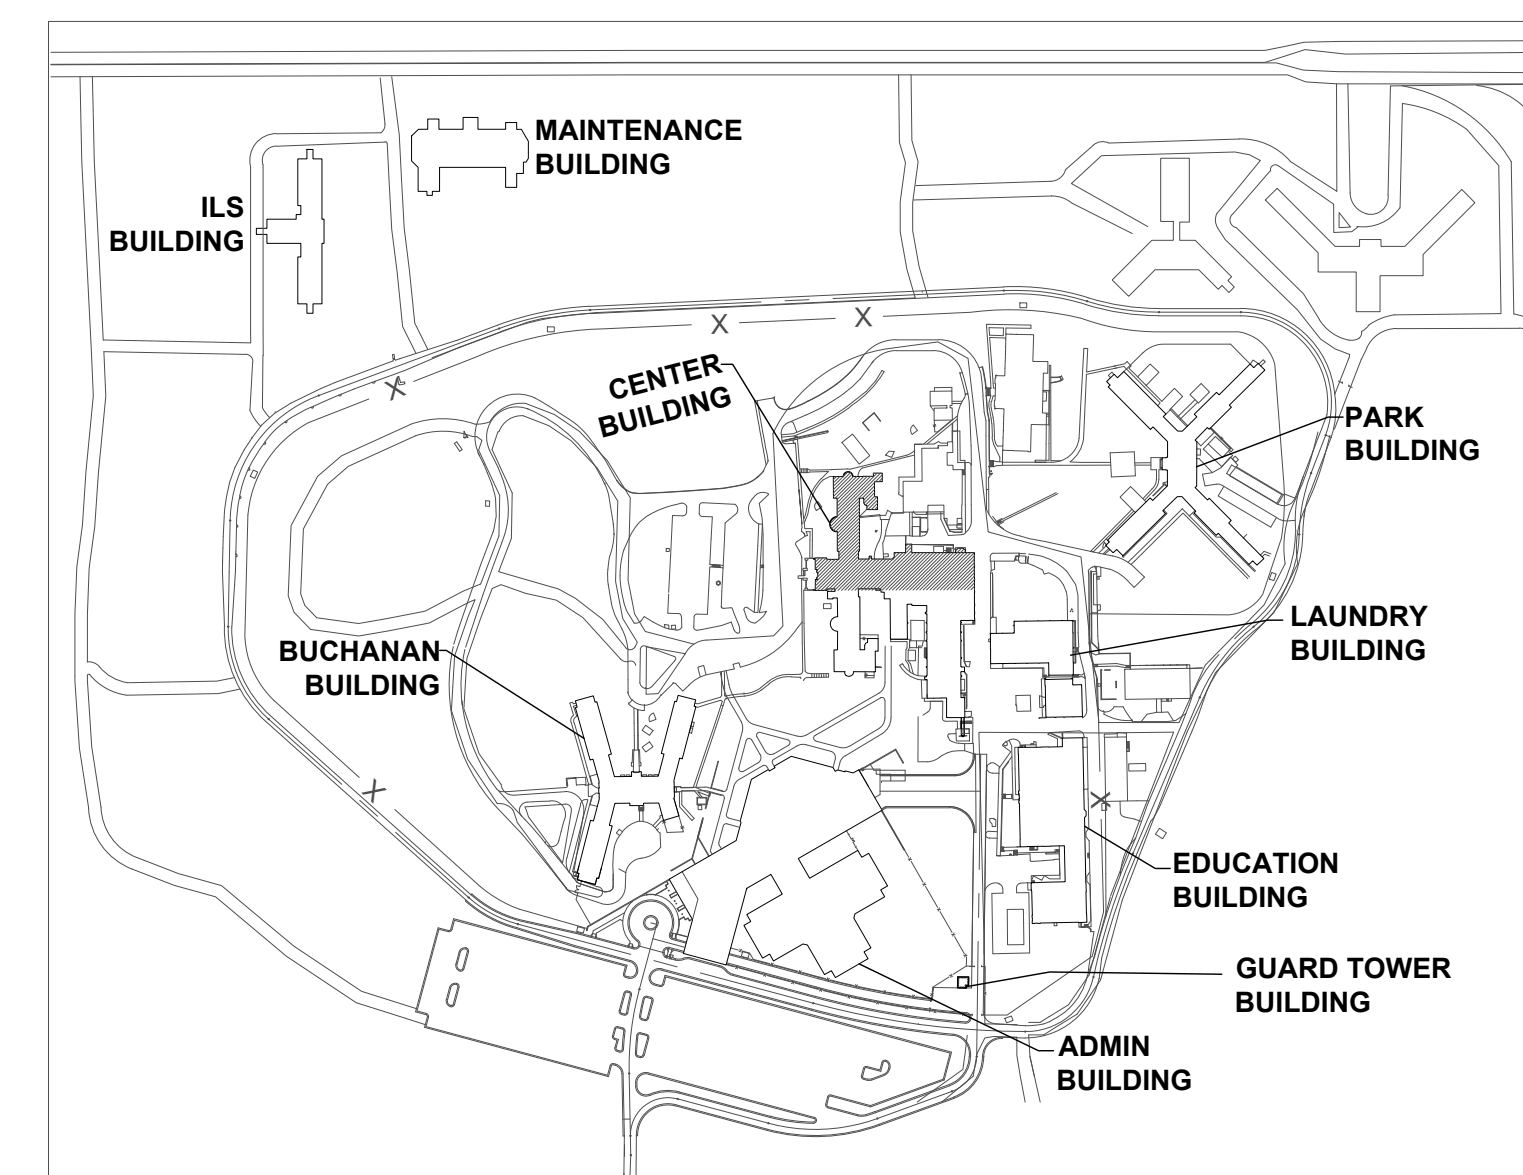 MAINTENANCE
BUILDING
ILS
BUILDING
CENTER
BUILDING
PARK
BUILDING
LAUNDRY
BUILDING
BUCHANAN
BUILDING
EDUCATION
BUILDING
GUARD TOWER
BUILDING
ADMIN
BUILDING
X
X
X
X
X